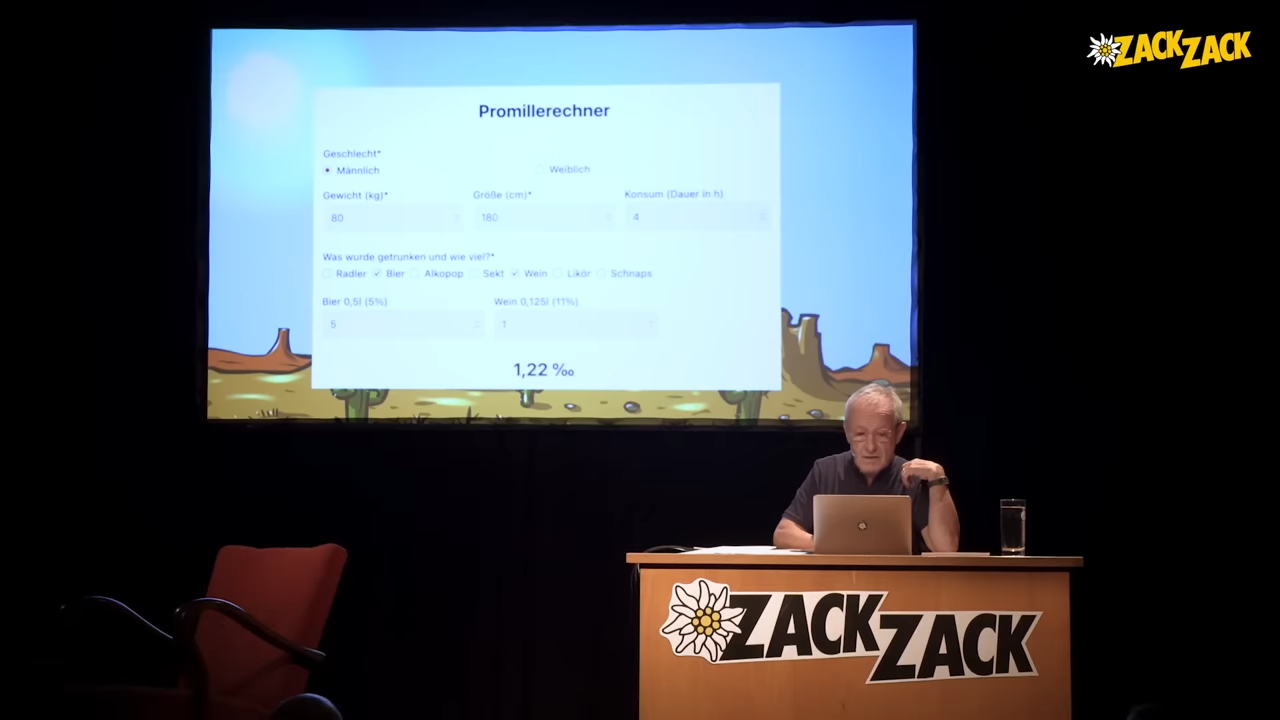 ZACKZACK
Promillerechner
Geschlecht*
Männlich Weiblich
Gewicht (kg)* Größe (cm)* Konsum (Dauer in h)
80 180 4
Was wurde getrunken und wie viel?*
Radler Bier Alkopop Sekt Wein Likör Schnaps
Bier 0,5l (5%) Wein 0,125l (11%)
5 1
1,22 ‰
ZACKZACK